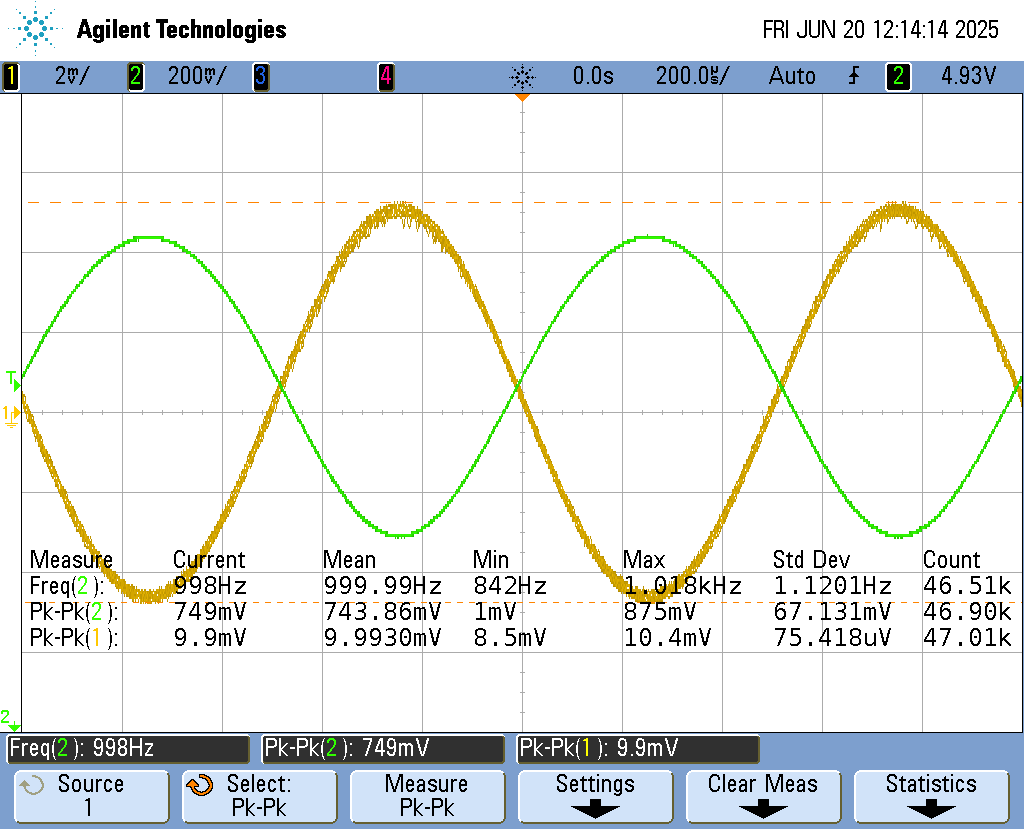 Agilent Technologies
FRI JUN 20 12:14:14 2025
1 2mV/ 2 200mV/ 3 4 0.0s 200.0us/ Auto 2 4.93V
T
1
Measure Current Mean Min Max Std Dev Count
Freq(2): 998Hz 999.99Hz 842Hz 1.018kHz 1.1201Hz 46.51k
Pk-Pk(2): 749mV 743.86mV 1mV 875mV 67.131mV 46.90k
Pk-Pk(1): 9.9mV 9.9930mV 8.5mV 10.4mV 75.418uV 47.01k
2
Freq(2): 998Hz Pk-Pk(2): 749mV Pk-Pk(1): 9.9mV
Source Select: Measure Settings Clear Meas Statistics
1 Pk-Pk Pk-Pk